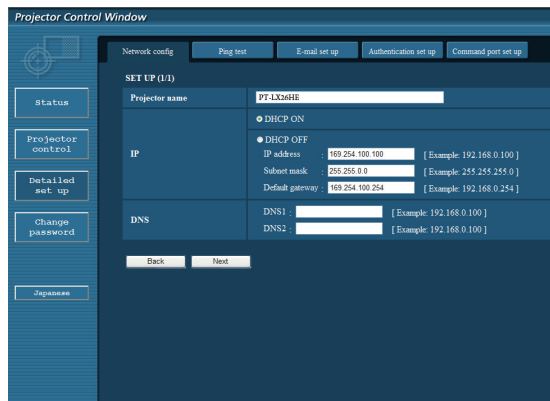 Projector Control Window
Network config Ping test E-mail set up Authentication set up Command port set up
SET UP (1/1)
Status
Projector name PT-LX26HE
DHCP ON
Projector
control
IP
DHCP OFF
IP address : 169.254.100.100 [ Example: 192.168.0.100 ]
Subnet mask : 255.255.0.0 [ Example: 255.255.255.0 ]
Default gateway : 169.254.100.254 [ Example: 192.168.0.254 ]
Detailed
set up
DNS
DNS1 : [ Example: 192.168.0.100 ]
DNS2 : [ Example: 192.168.0.100 ]
Change
password
Back Next
Japanese